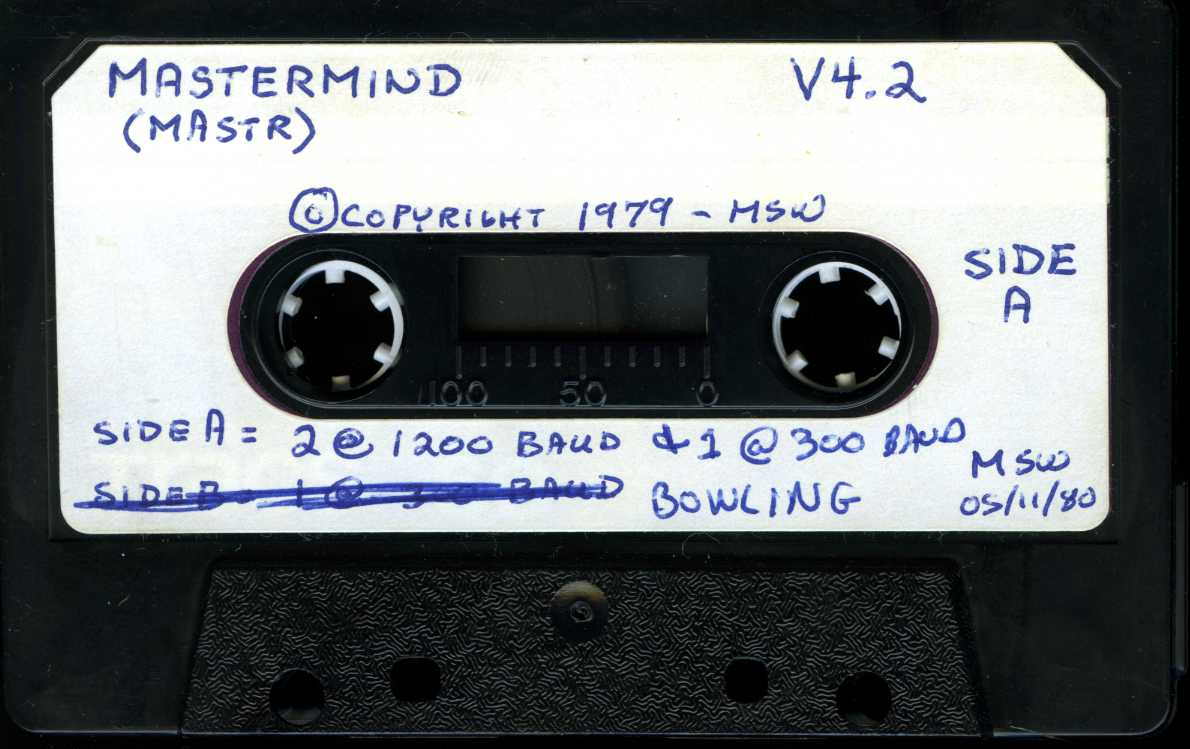 MASTERMIND V4.2
(MASTR)
© COPYRIGHT 1979 - MSW
SIDE
A
100 50 0
SIDE A = 2 @ 1200 BAUD & 1 @ 300 BAUD
SIDE B = 1 @ 300 BAUD BOWLING
MSW
05/11/80